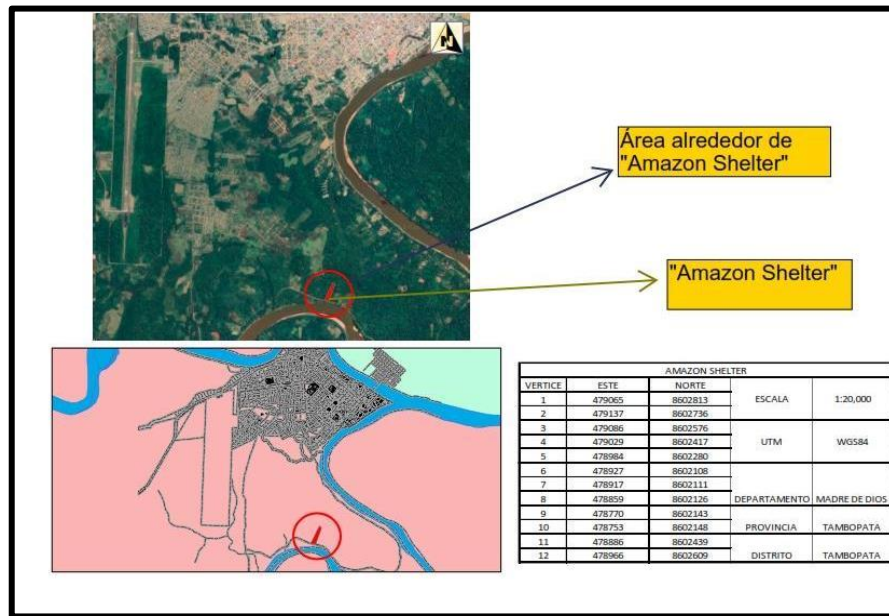 N
Área alrededor de
"Amazon Shelter"
"Amazon Shelter"
AMAZON SHELTER
VERTICE ESTE NORTE
1 479065 8602813
ESCALA 1:20,000
2 479137 8602736
3 479086 8602576
4 479029 8602417
UTM WGS84
5 478984 8602280
6 478927 8602108
7 478917 8602111
8 478859 8602126 DEPARTAMENTO MADRE DE DIOS
9 478770 8602143
10 478753 8602148 PROVINCIA TAMBOPATA
11 478886 8602439
12 478966 8602609 DISTRITO TAMBOPATA